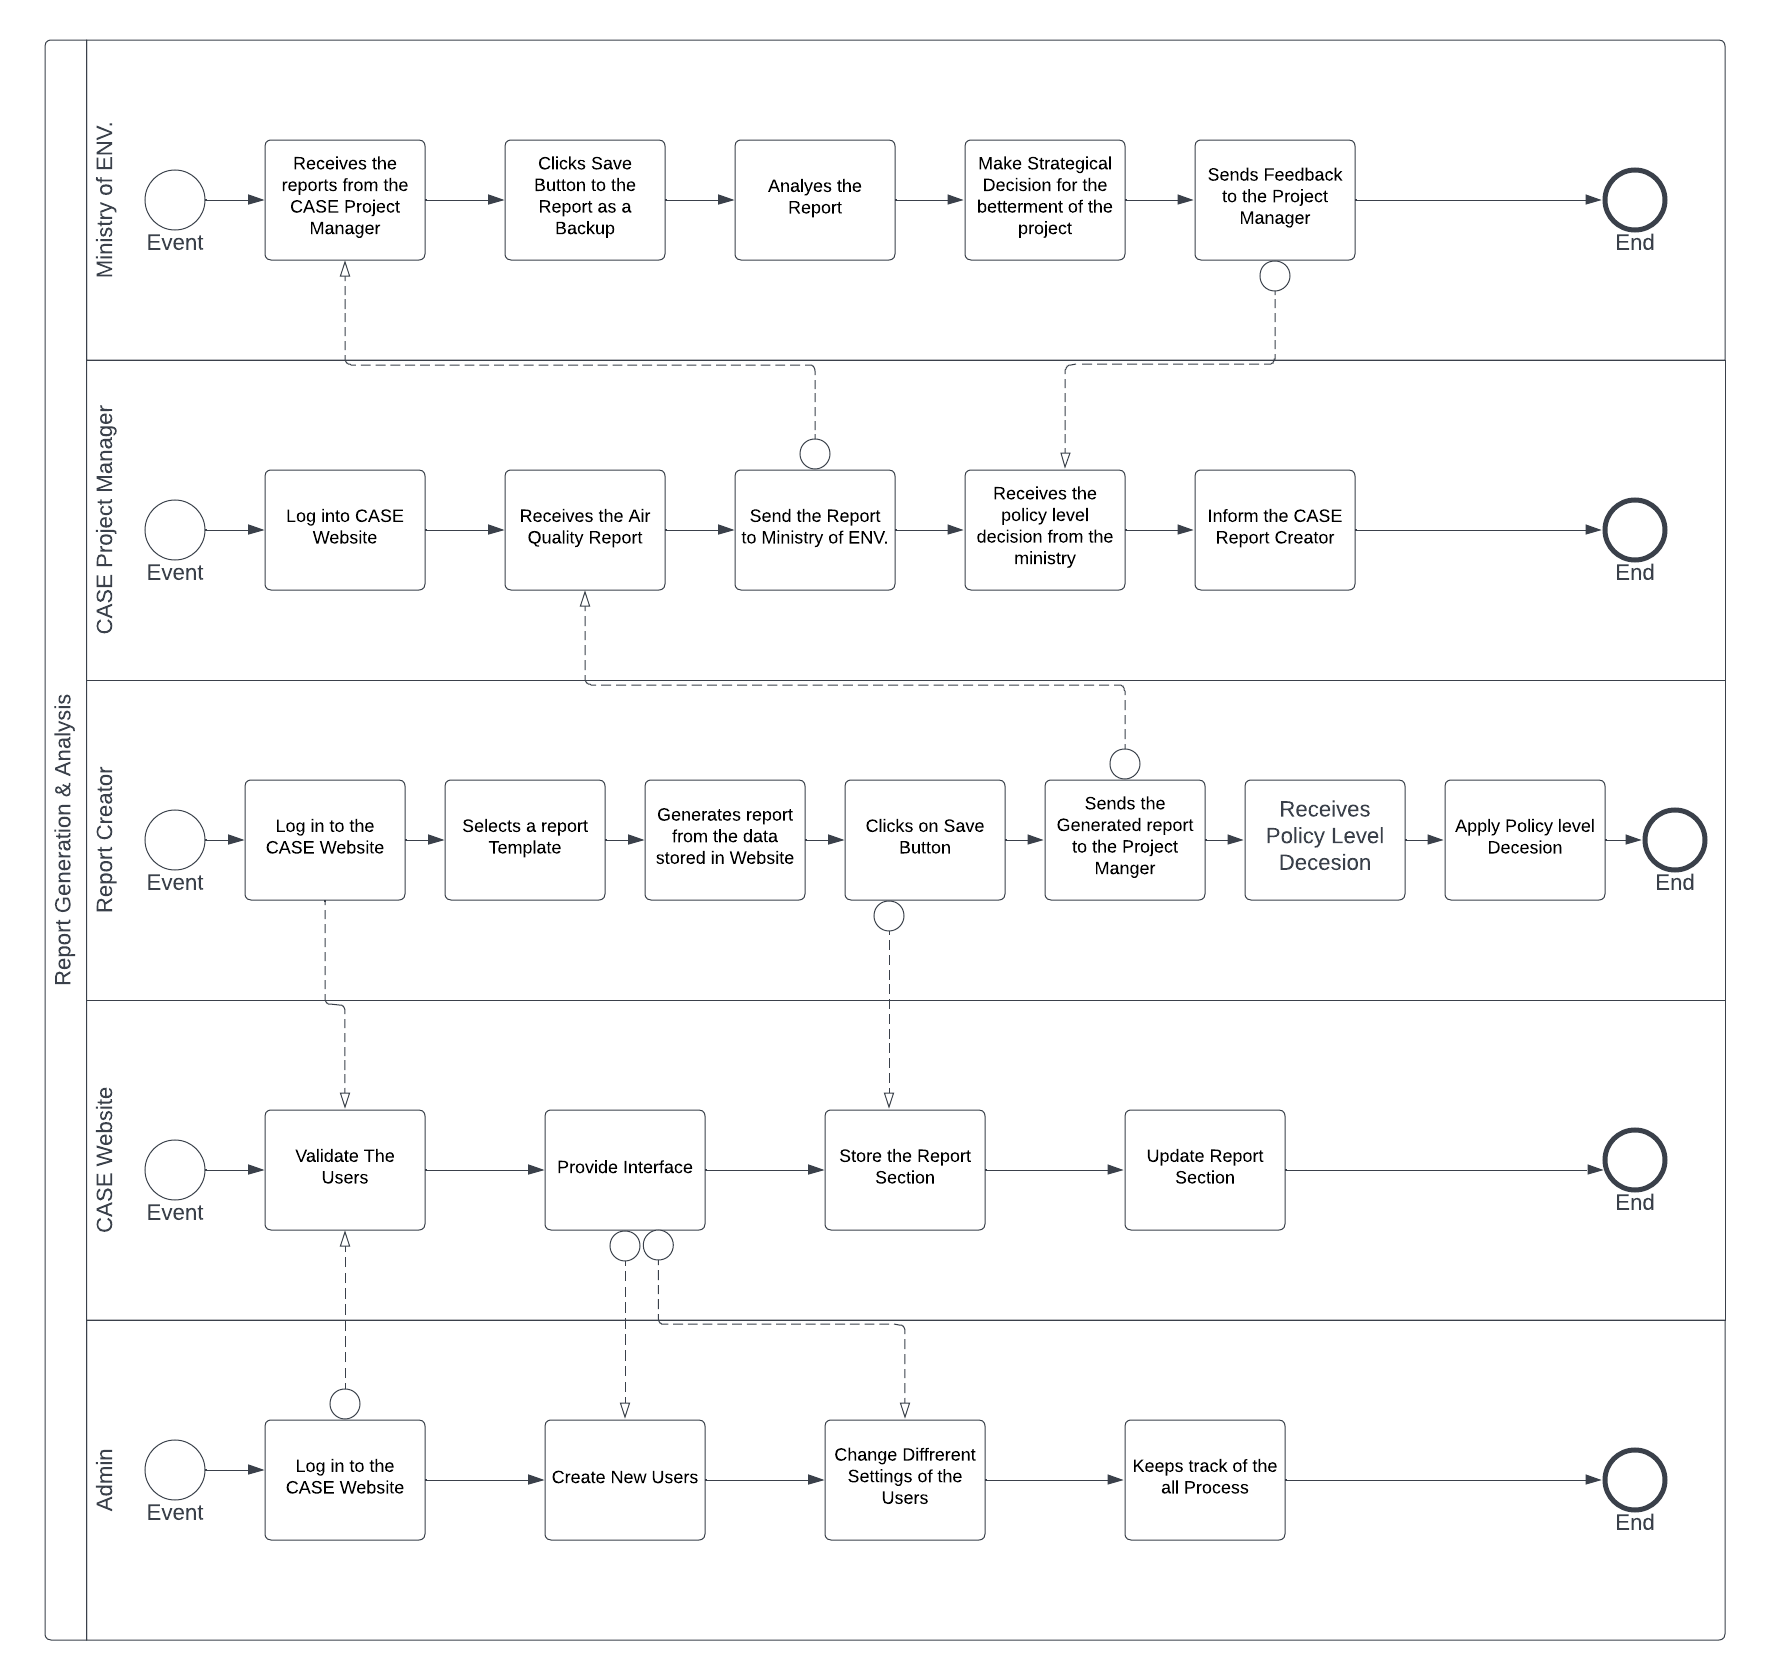 Report Generation & Analysis
Ministry of ENV.
Event
Receives the
reports from the
CASE Project
Manager
Clicks Save
Button to the
Report as a
Backup
Analyes the
Report
Make Strategical
Decision for the
betterment of the
project
Sends Feedback
to the Project
Manager
End
CASE Project Manager
Event
Log into CASE
Website
Receives the Air
Quality Report
Send the Report
to Ministry of ENV.
Receives the
policy level
decision from the
ministry
Inform the CASE
Report Creator
End
Report Creator
Event
Log in to the
CASE Website
Selects a report
Template
Generates report
from the data
stored in Website
Clicks on Save
Button
Sends the
Generated report
to the Project
Manger
Receives
Policy Level
Decesion
Apply Policy level
Decesion
End
CASE Website
Event
Validate The
Users
Provide Interface
Store the Report
Section
Update Report
Section
End
Admin
Event
Log in to the
CASE Website
Create New Users
Change Diffrerent
Settings of the
Users
Keeps track of the
all Process
End